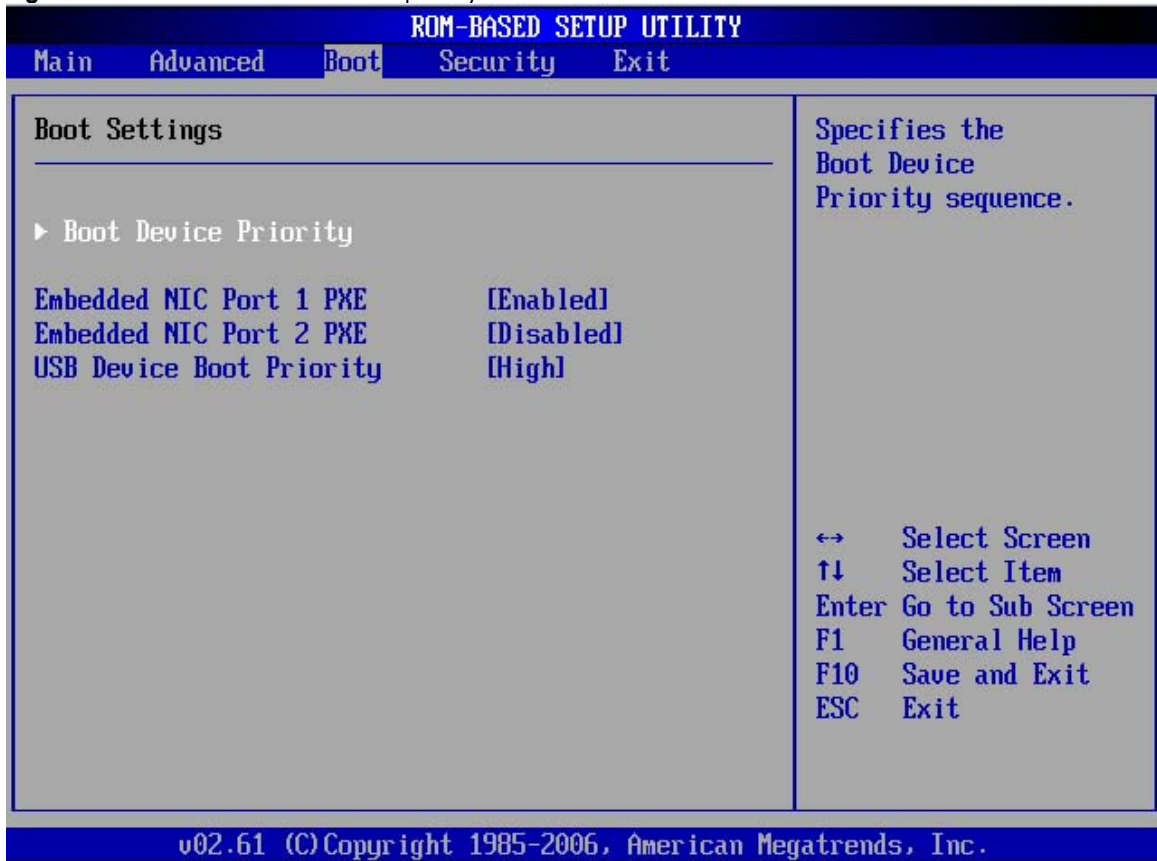 ROM-BASED SETUP UTILITY
Main Advanced Boot Security Exit
Boot Settings
▶ Boot Device Priority
Embedded NIC Port 1 PXE [Enabled]
Embedded NIC Port 2 PXE [Disabled]
USB Device Boot Priority [High]
Specifies the
Boot Device
Priority sequence.
←→ Select Screen
↑↓ Select Item
Enter Go to Sub Screen
F1 General Help
F10 Save and Exit
ESC Exit
v02.61 (C)Copyright 1985-2006, American Megatrends, Inc.